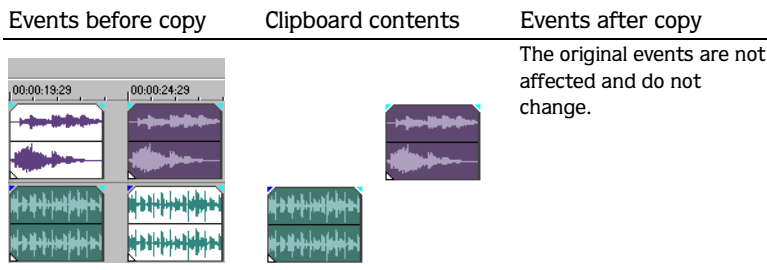 Events before copy
Clipboard contents
Events after copy
The original events are not
affected and do not
change.
00:00:19:29
00:00:24:29